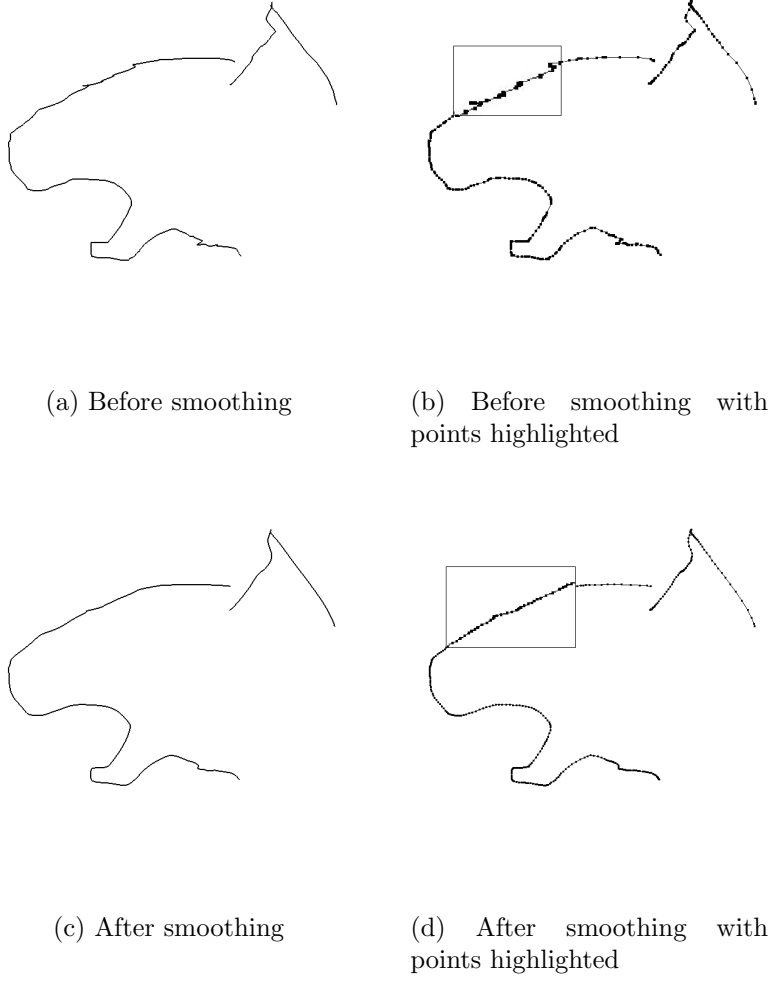 (a) Before smoothing
(b) Before smoothing with
points highlighted
(c) After smoothing
(d) After smoothing with
points highlighted